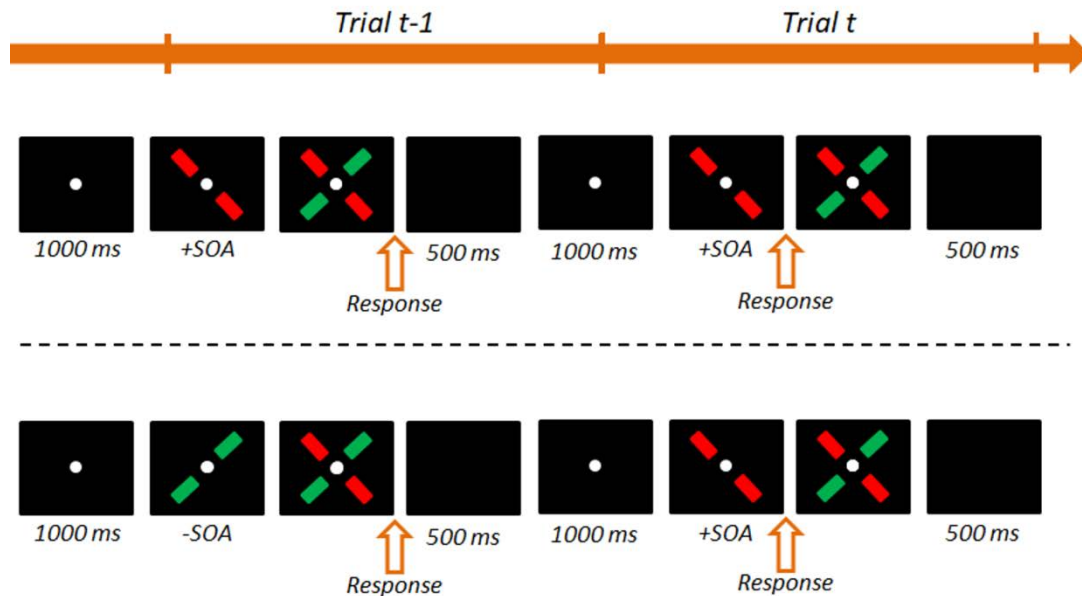 Trial t-1 Trial t
1000 ms +SOA 500 ms 1000 ms +SOA 500 ms
Response Response
1000 ms -SOA 500 ms 1000 ms +SOA 500 ms
Response Response